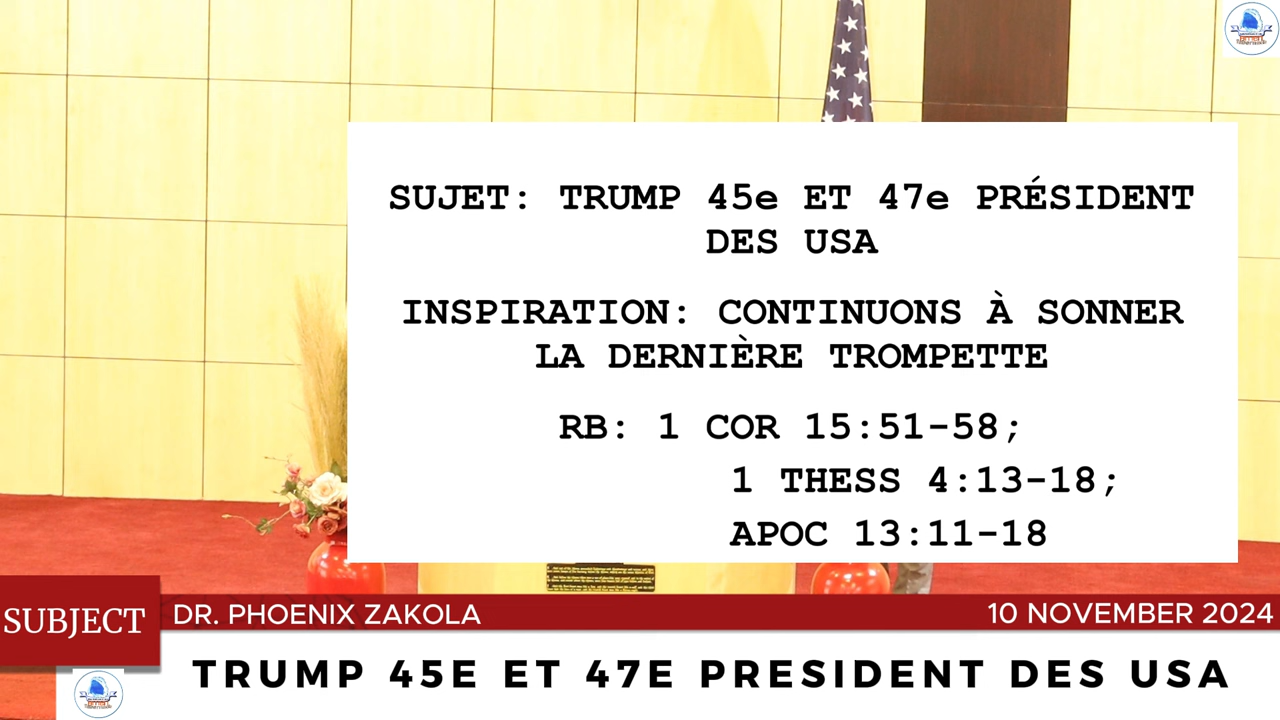 SUJET: TRUMP 45e ET 47e PRÉSIDENT
DES USA
INSPIRATION: CONTINUONS À SONNER
LA DERNIÈRE TROMPETTE
RB: 1 COR 15:51-58;
1 THESS 4:13-18;
APOC 13:11-18
SUBJECT
DR. PHOENIX ZAKOLA
10 NOVEMBER 2024
TRUMP 45E ET 47E PRESIDENT DES USA